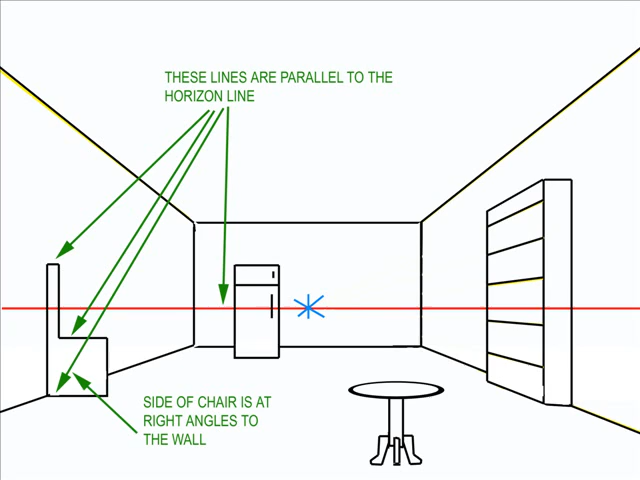 THESE LINES ARE PARALLEL TO THE
HORIZON LINE
SIDE OF CHAIR IS AT
RIGHT ANGLES TO
THE WALL